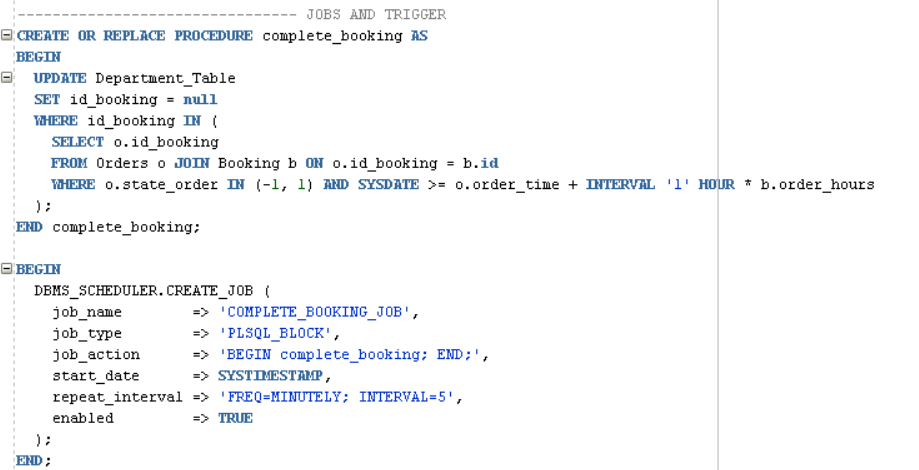 -------------------------------- JOBS AND TRIGGER
CREATE OR REPLACE PROCEDURE complete_booking AS
BEGIN
  UPDATE Department_Table
  SET id_booking = null
  WHERE id_booking IN (
    SELECT o.id_booking
    FROM Orders o JOIN Booking b ON o.id_booking = b.id
    WHERE o.state_order IN (-1, 1) AND SYSDATE >= o.order_time + INTERVAL '1' HOUR * b.order_hours
  );
END complete_booking;

BEGIN
  DBMS_SCHEDULER.CREATE_JOB (
    job_name        => 'COMPLETE_BOOKING_JOB',
    job_type        => 'PLSQL_BLOCK',
    job_action      => 'BEGIN complete_booking; END;',
    start_date      => SYSTIMESTAMP,
    repeat_interval => 'FREQ=MINUTELY; INTERVAL=5',
    enabled         => TRUE
  );
END;